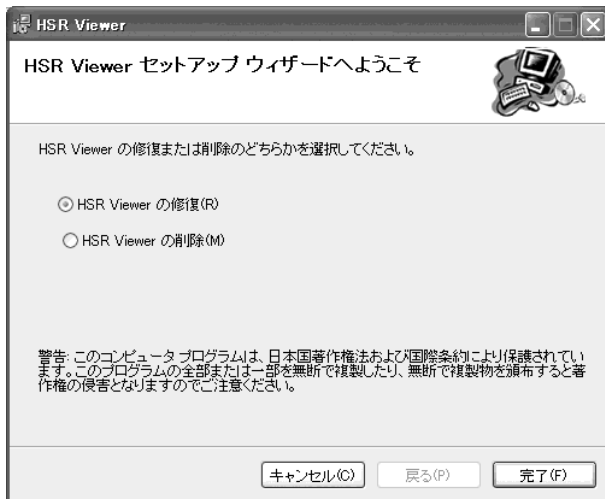 HSR Viewer
HSR Viewer セットアップ ウィザードへようこそ
HSR Viewer の修復または削除のどちらかを選択してください。
HSR Viewer の修復(R)
HSR Viewer の削除(M)
警告: このコンピュータ プログラムは、日本国著作権法および国際条約により保護されてい
ます。このプログラムの全部または一部を無断で複製したり、無断で複製物を頒布すると著
作権の侵害となりますのでご注意ください。
キャンセル(C)
戻る(P)
完了(F)